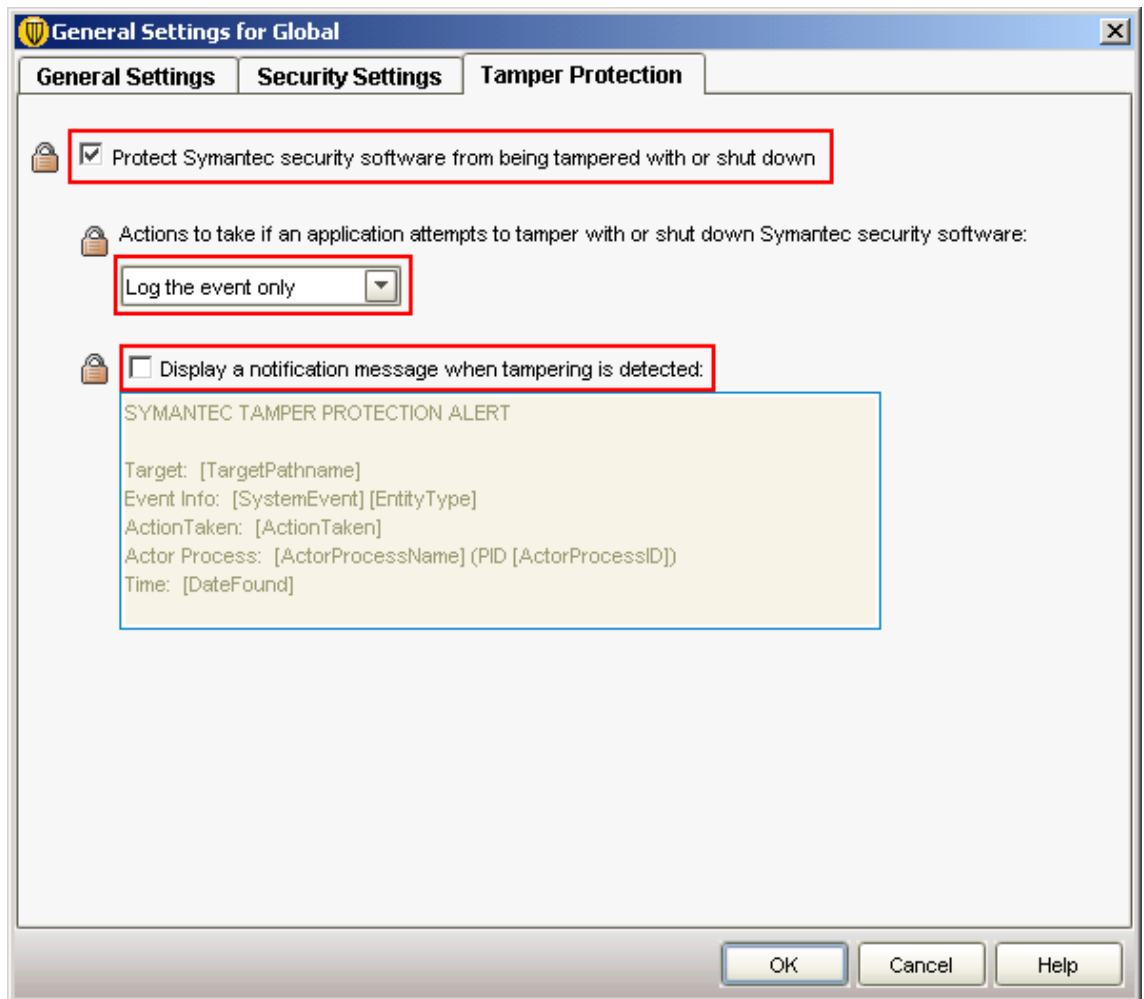 General Settings for Global
General Settings
Security Settings
Tamper Protection
Protect Symantec security software from being tampered with or shut down
Actions to take if an application attempts to tamper with or shut down Symantec security software:
Log the event only
Display a notification message when tampering is detected:
SYMANTEC TAMPER PROTECTION ALERT
Target:  [TargetPathname]
Event Info:  [SystemEvent] [EntityType]
ActionTaken:  [ActionTaken]
Actor Process:  [ActorProcessName] (PID [ActorProcessID])
Time:  [DateFound]
OK
Cancel
Help